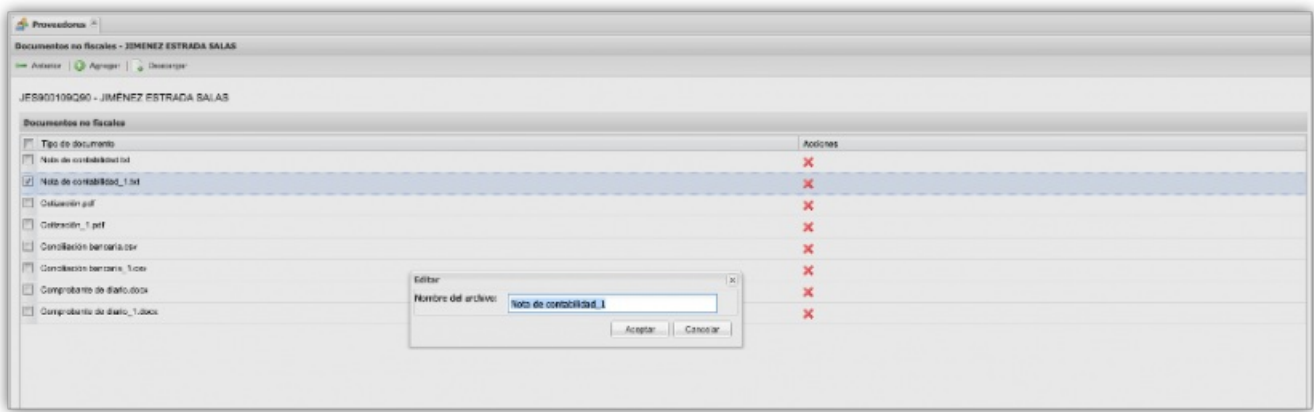 Proveedores
Documentos no fiscales - JIMENEZ ESTRADA SALAS
Anterior Agregar Descargar
JES900109Q90 - JIMÉNEZ ESTRADA SALAS
Documentos no fiscales
Tipo de documento Acciones
Nota de contabilidad.txt
Nota de contabilidad_1.txt
Cotización.pdf
Cotización_1.pdf
Conciliación bancaria.csv
Conciliación bancaria_1.csv
Comprobante de diario.docx
Comprobante de diario_1.docx
Editar
Nombre del archivo: Nota de contabilidad_1
Aceptar Cancelar